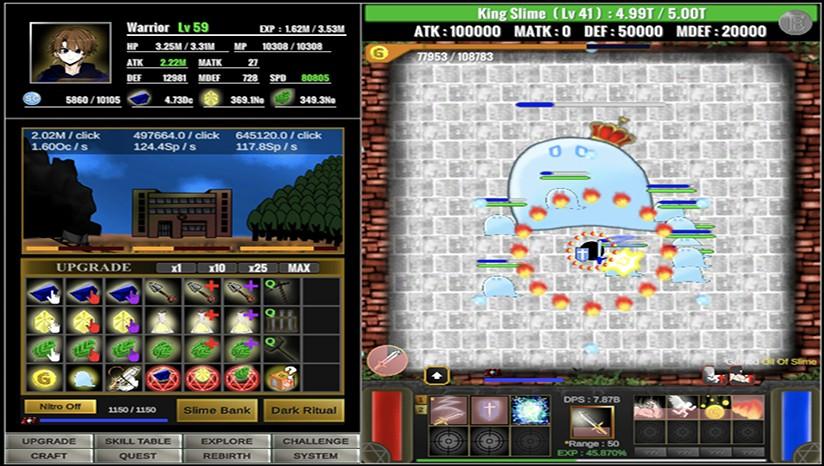 Warrior Lv 59
EXP : 1.62M / 3.53M
HP 3.25M / 3.31M MP 10308 / 10308
ATK 2.22M MATK 27
DEF 12981 MDEF 728 SPD 80805
5860 / 10105 4.73Dc 369.1No 349.3No
2.02M / click 497664.0 / click 645120.0 / click
1.60Oc / s 124.4Sp / s 117.8Sp / s
UPGRADE x1 x10 x25 MAX
Nitro Off 1150 / 1150 Slime Bank Dark Ritual
UPGRADE SKILL TABLE EXPLORE CHALLENGE
CRAFT QUEST REBIRTH SYSTEM
King Slime ( Lv 41 ) : 4.99T / 5.00T
ATK : 100000 MATK : 0 DEF : 50000 MDEF : 20000
G 77953 / 108783
Gained Oil Of Slime
1
2
DPS : 7.87B
*Range : 50
EXP : 45.870%